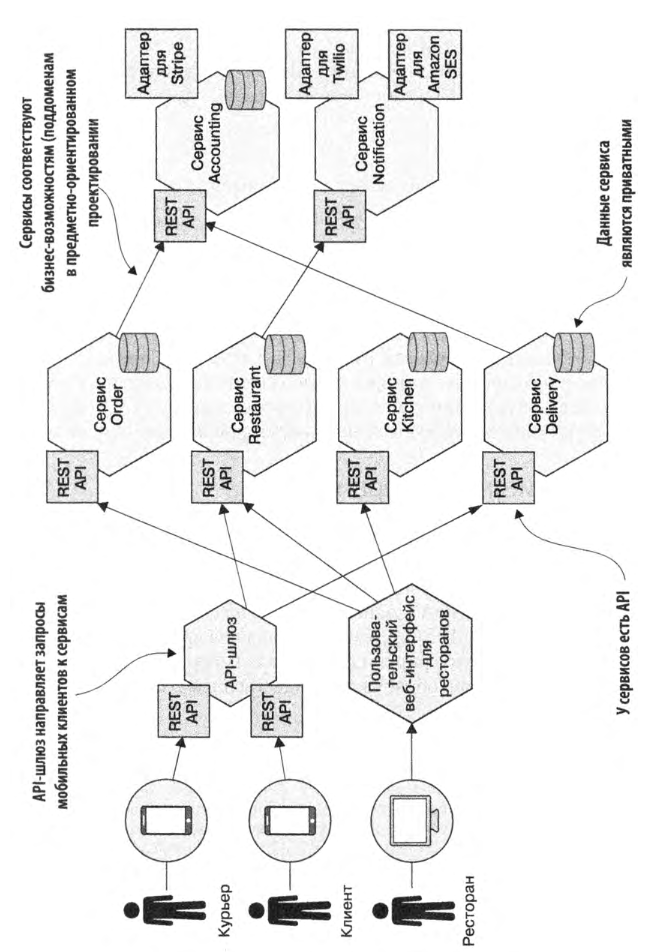 Сервисы соответствуют
бизнес-возможностям (поддоменам
в предметно-ориентированном
проектировании
API-шлюз направляет запросы
мобильных клиентов к сервисам
Курьер
Клиент
Ресторан
REST
API
REST
API
API-шлюз
Пользова-
тельский
веб-интерфейс
для
ресторанов
REST
API
Сервис
Order
REST
API
Сервис
Restaurant
REST
API
Сервис
Kitchen
REST
API
Сервис
Delivery
REST
API
Сервис
Accounting
Адаптер
для
Stripe
REST
API
Сервис
Notification
Адаптер
для
Twilio
Адаптер
для
Amazon
SES
У сервисов есть API
Данные сервиса
являются приватными